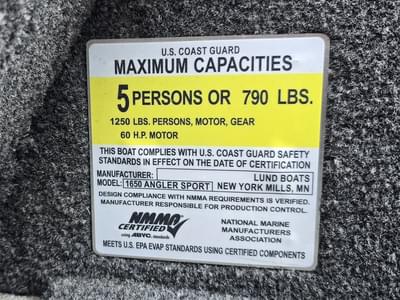 U.S. COAST GUARD
MAXIMUM CAPACITIES
5 PERSONS OR 790 LBS.
1250 LBS. PERSONS, MOTOR, GEAR
60 H.P. MOTOR
THIS BOAT COMPLIES WITH U.S. COAST GUARD SAFETY
STANDARDS IN EFFECT ON THE DATE OF CERTIFICATION
MANUFACTURER: LUND BOATS
MODEL: 1650 ANGLER SPORT NEW YORK MILLS, MN
DESIGN COMPLIANCE WITH NMMA REQUIREMENTS IS VERIFIED.
MANUFACTURER RESPONSIBLE FOR PRODUCTION CONTROL.
NMMA
CERTIFIED
using ABYC standards
NATIONAL MARINE
MANUFACTURERS
ASSOCIATION
MEETS U.S. EPA EVAP STANDARDS USING CERTIFIED COMPONENTS